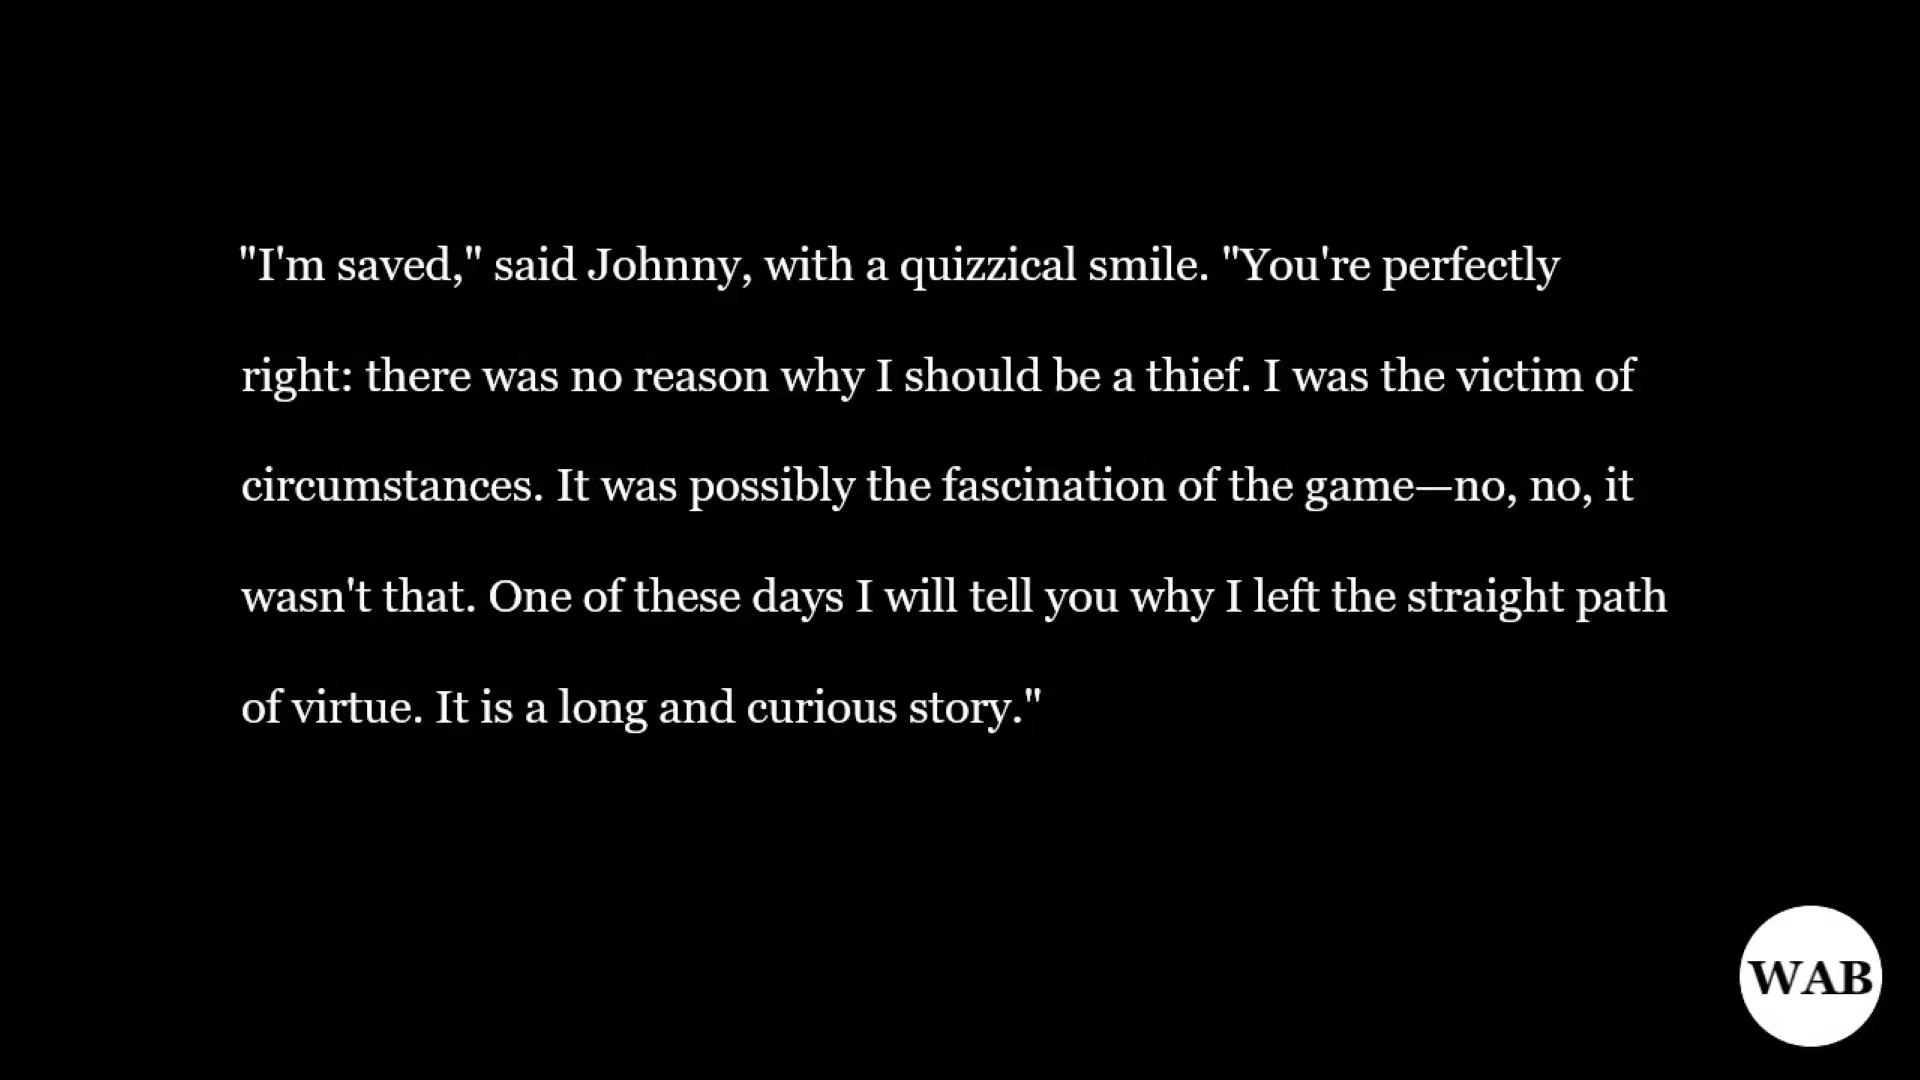 "I'm saved," said Johnny, with a quizzical smile. "You're perfectly
right: there was no reason why I should be a thief. I was the victim of
circumstances. It was possibly the fascination of the game—no, no, it
wasn't that. One of these days I will tell you why I left the straight path
of virtue. It is a long and curious story."
WAB